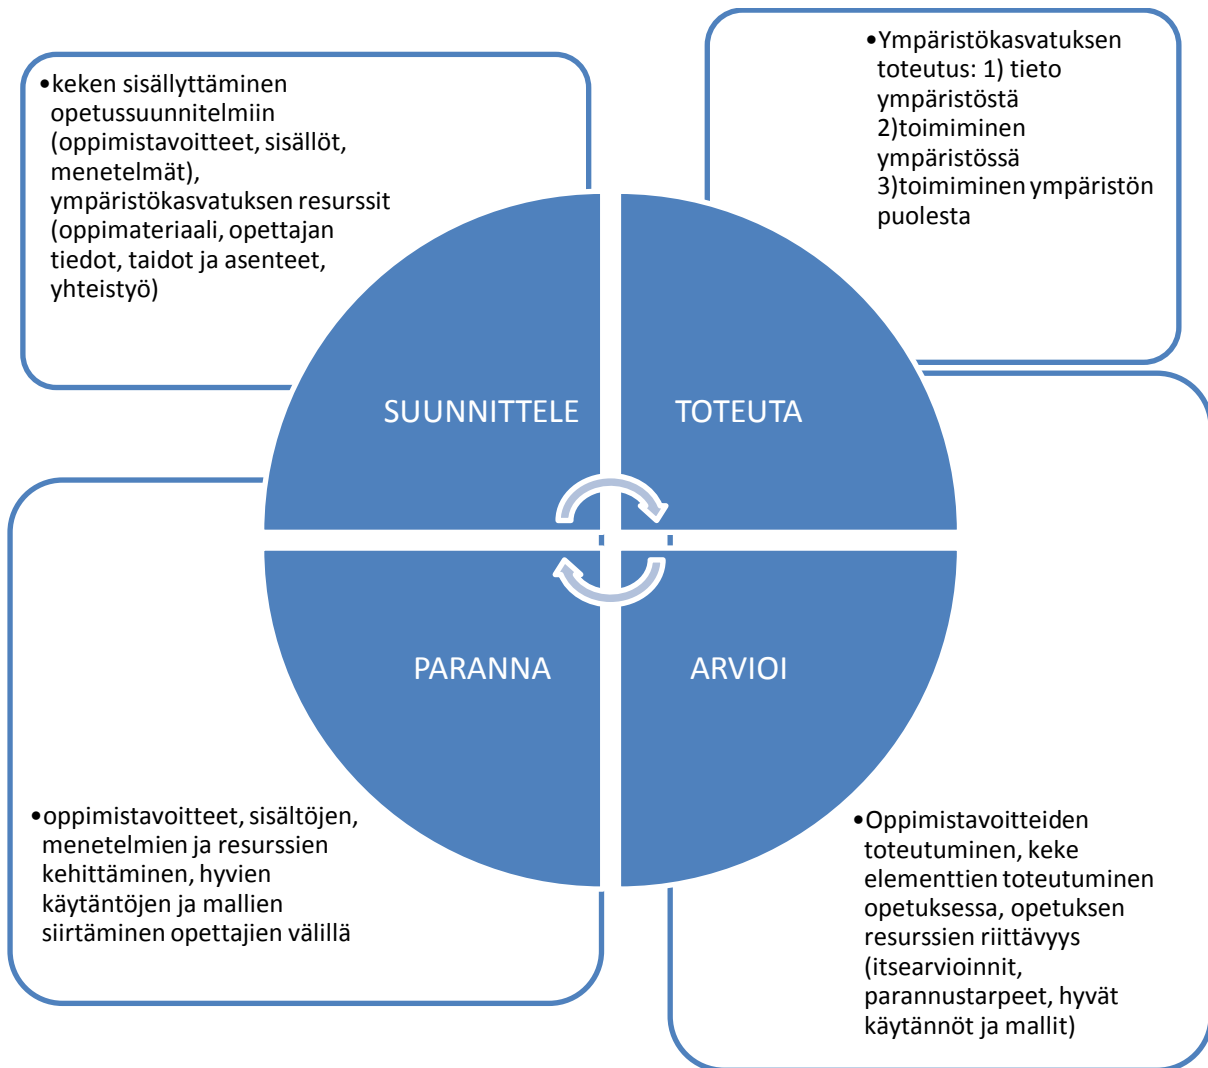 •keken sisällyttäminen
opetussuunnitelmiin
(oppimistavoitteet, sisällöt,
menetelmät),
ympäristökasvatuksen resurssit
(oppimateriaali, opettajan
tiedot, taidot ja asenteet,
yhteistyö)
•Ympäristökasvatuksen
toteutus: 1) tieto
ympäristöstä
2)toimiminen
ympäristössä
3)toimiminen ympäristön
puolesta
SUUNNITTELE
TOTEUTA
PARANNA
ARVIOI
•oppimistavoitteet, sisältöjen,
menetelmien ja resurssien
kehittäminen, hyvien
käytäntöjen ja mallien
siirtäminen opettajien välillä
•Oppimistavoitteiden
toteutuminen, keke
elementtien toteutuminen
opetuksessa, opetuksen
resurssien riittävyys
(itsearvioinnit,
parannustarpeet, hyvät
käytännöt ja mallit)